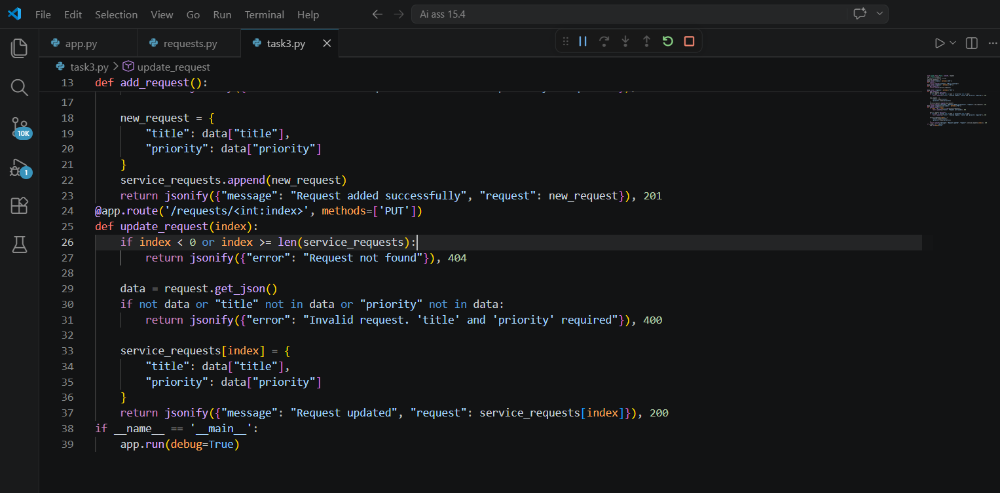 File Edit Selection View Go Run Terminal Help
Ai ass 15.4
app.py
requests.py
task3.py
task3.py > update_request
13 def add_request():
17
18     new_request = {
19         "title": data["title"],
20         "priority": data["priority"]
21     }
22     service_requests.append(new_request)
23     return jsonify({"message": "Request added successfully", "request": new_request}), 201
24 @app.route('/requests/<int:index>', methods=['PUT'])
25 def update_request(index):
26     if index < 0 or index >= len(service_requests):
27         return jsonify({"error": "Request not found"}), 404
28
29     data = request.get_json()
30     if not data or "title" not in data or "priority" not in data:
31         return jsonify({"error": "Invalid request. 'title' and 'priority' required"}), 400
32
33     service_requests[index] = {
34         "title": data["title"],
35         "priority": data["priority"]
36     }
37     return jsonify({"message": "Request updated", "request": service_requests[index]}), 200
38 if __name__ == '__main__':
39     app.run(debug=True)
10K
1